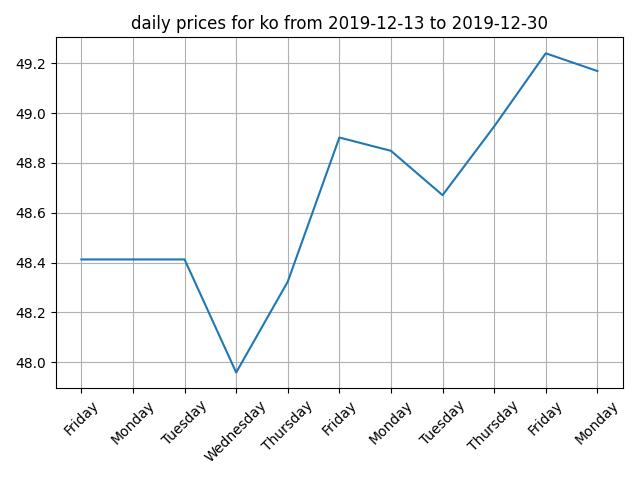 daily prices for ko from 2019-12-13 to 2019-12-30
49.2
49.0
48.8
48.6
48.4
48.2
48.0
Friday
Monday
Tuesday
Wednesday
Thursday
Friday
Monday
Tuesday
Thursday
Friday
Monday